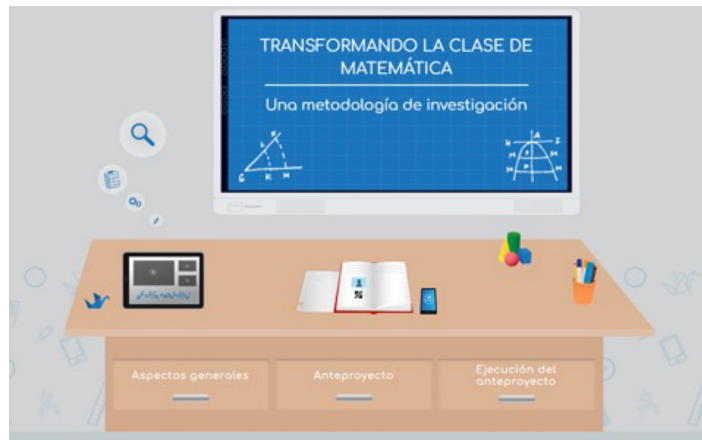 TRANSFORMANDO LA CLASE DE
MATEMÁTICA
Una metodología de investigación
L
G K M
H A I
M M
M M
Aspectos generales
Anteproyecto
Ejecución del
anteproyecto